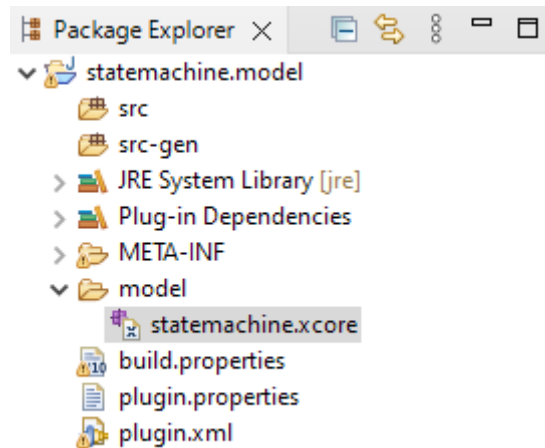 Package Explorer
statemachine.model
src
src-gen
JRE System Library [jre]
Plug-in Dependencies
META-INF
model
statemachine.xcore
build.properties
plugin.properties
plugin.xml